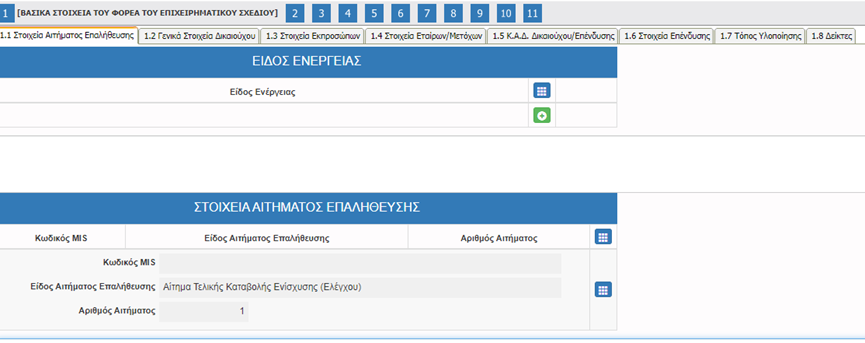 1 [ΒΑΣΙΚΑ ΣΤΟΙΧΕΙΑ ΤΟΥ ΦΟΡΕΑ ΤΟΥ ΕΠΙΧΕΙΡΗΜΑΤΙΚΟΥ ΣΧΕΔΙΟΥ] 2 3 4 5 6 7 8 9 10 11
1.1 Στοιχεία Αιτήματος Επαλήθευσης 1.2 Γενικά Στοιχεία Δικαιούχου 1.3 Στοιχεία Εκπροσώπων 1.4 Στοιχεία Εταίρων/Μετόχων 1.5 Κ.Α.Δ. Δικαιούχου/Επένδυσης 1.6 Στοιχεία Επένδυσης 1.7 Τόπος Υλοποίησης 1.8 Δείκτες
ΕΙΔΟΣ ΕΝΕΡΓΕΙΑΣ
Είδος Ενέργειας
ΣΤΟΙΧΕΙΑ ΑΙΤΗΜΑΤΟΣ ΕΠΑΛΗΘΕΥΣΗΣ
Κωδικός MIS Είδος Αιτήματος Επαλήθευσης Αριθμός Αιτήματος
Κωδικός MIS
Είδος Αιτήματος Επαλήθευσης Αίτημα Τελικής Καταβολής Ενίσχυσης (Ελέγχου)
Αριθμός Αιτήματος 1